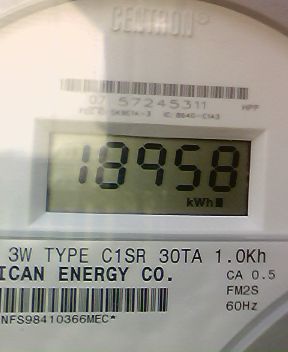 CENTRON®
07 57245311 HPF
18958
kWh
3W TYPE C1SR 30TA 1.0Kh
ICAN ENERGY CO.
CA 0.5
FM2S
60Hz
NFS98410366MEC*